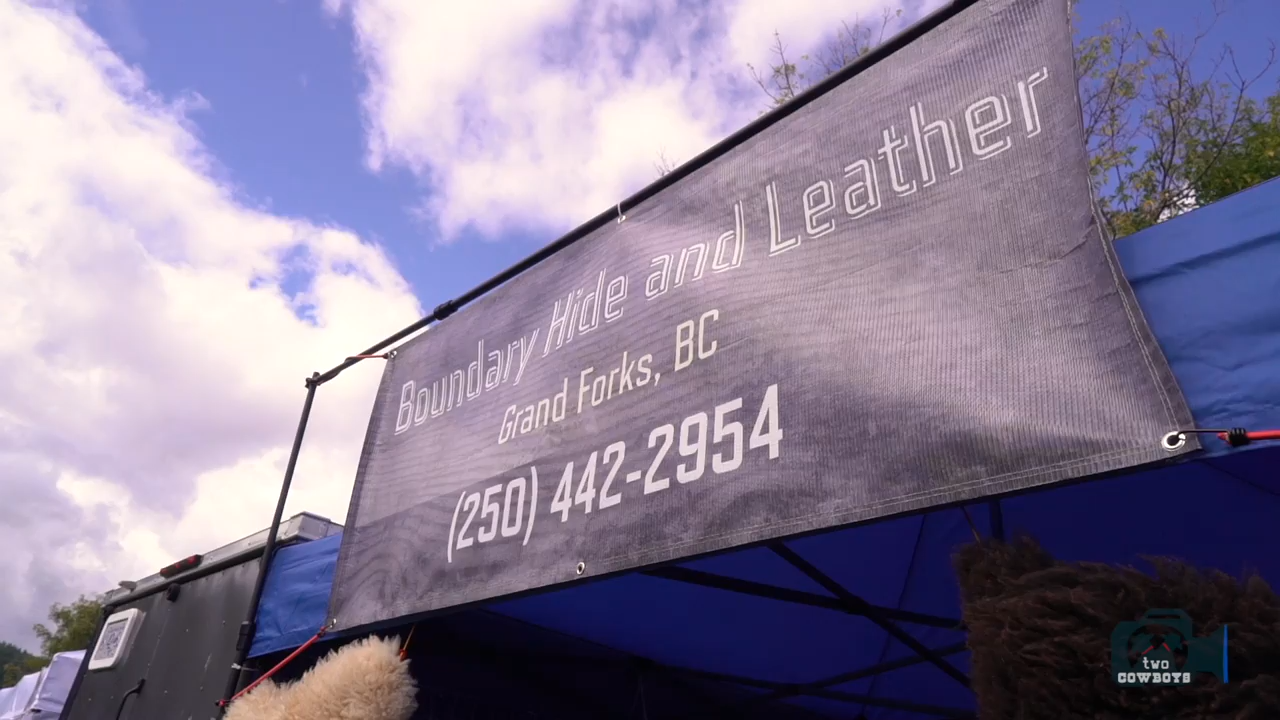 Boundary Hide and Leather
Grand Forks, BC
(250) 442-2954
two
COWBOYS